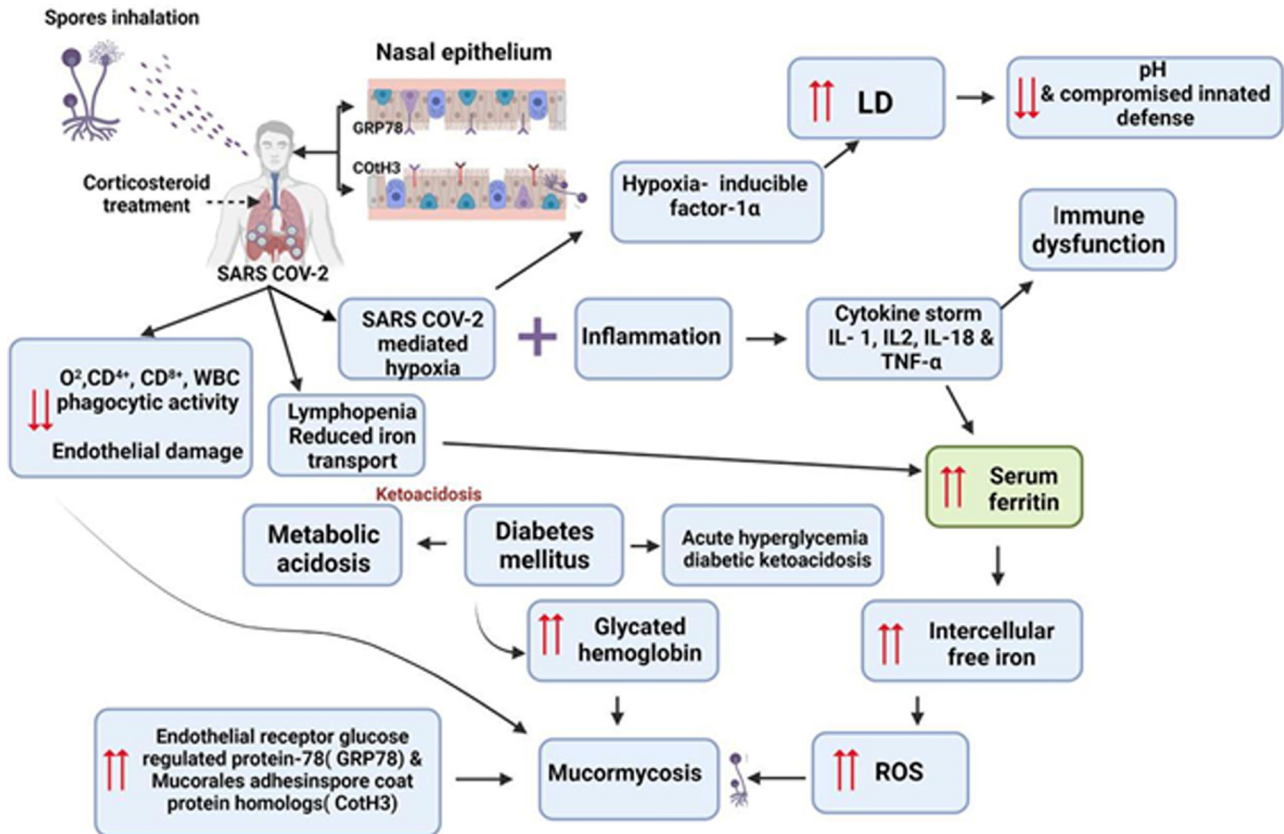 Spores inhalation
Nasal epithelium
GRP78
COtH3
Corticosteroid
treatment
SARS COV-2
LD
pH
& compromised innated
defense
Hypoxia- inducible
factor-1α
Immune
dysfunction
SARS COV-2
mediated
hypoxia
Inflammation
Cytokine storm
IL- 1, IL2, IL-18 &
TNF-α
O²,CD⁴⁺, CD⁸⁺, WBC
phagocytic activity
Endothelial damage
Lymphopenia
Reduced iron
transport
Serum
ferritin
Ketoacidosis
Metabolic
acidosis
Diabetes
mellitus
Acute hyperglycemia
diabetic ketoacidosis
Glycated
hemoglobin
Intercellular
free iron
Endothelial receptor glucose
regulated protein-78( GRP78) &
Mucorales adhesinspore coat
protein homologs( CotH3)
Mucormycosis
ROS